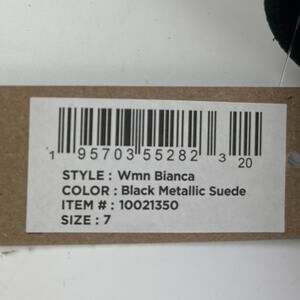 1 95703 55282 3 20
STYLE : Wmn Bianca
COLOR : Black Metallic Suede
ITEM # : 10021350
SIZE : 7